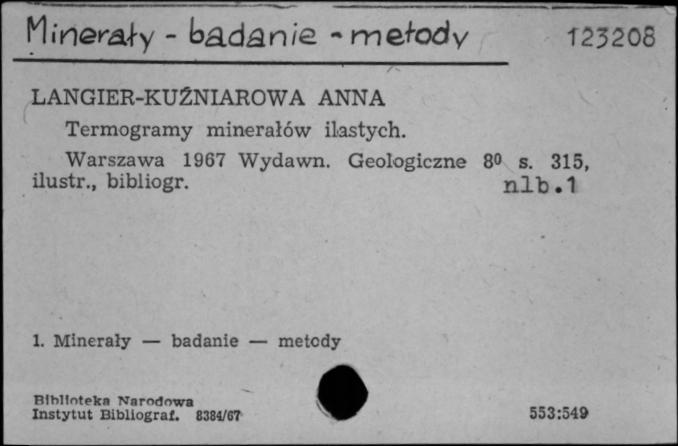 Minerały - badanie - metody 123208
LANGIER-KUŹNIAROWA ANNA
Termogramy minerałów ilastych.
Warszawa 1967 Wydawn. Geologiczne 8⁰ s. 315,
ilustr., bibliogr. nlb.1
1. Minerały — badanie — metody
Biblioteka Narodowa
Instytut Bibliograf. 8384/67 553:549